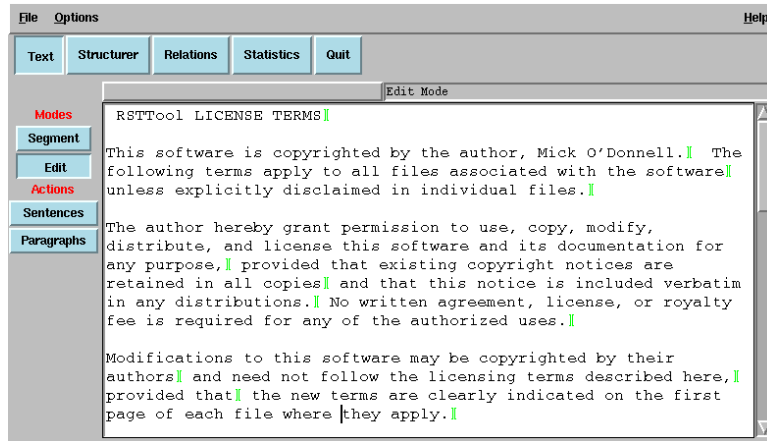 File Options Help
Text Structurer Relations Statistics Quit
Edit Mode
Modes
Segment
Edit
Actions
Sentences
Paragraphs
RSTTool LICENSE TERMS
This software is copyrighted by the author, Mick O'Donnell. The
following terms apply to all files associated with the software
unless explicitly disclaimed in individual files.
The author hereby grant permission to use, copy, modify,
distribute, and license this software and its documentation for
any purpose, provided that existing copyright notices are
retained in all copies and that this notice is included verbatim
in any distributions. No written agreement, license, or royalty
fee is required for any of the authorized uses.
Modifications to this software may be copyrighted by their
authors and need not follow the licensing terms described here,
provided that the new terms are clearly indicated on the first
page of each file where they apply.